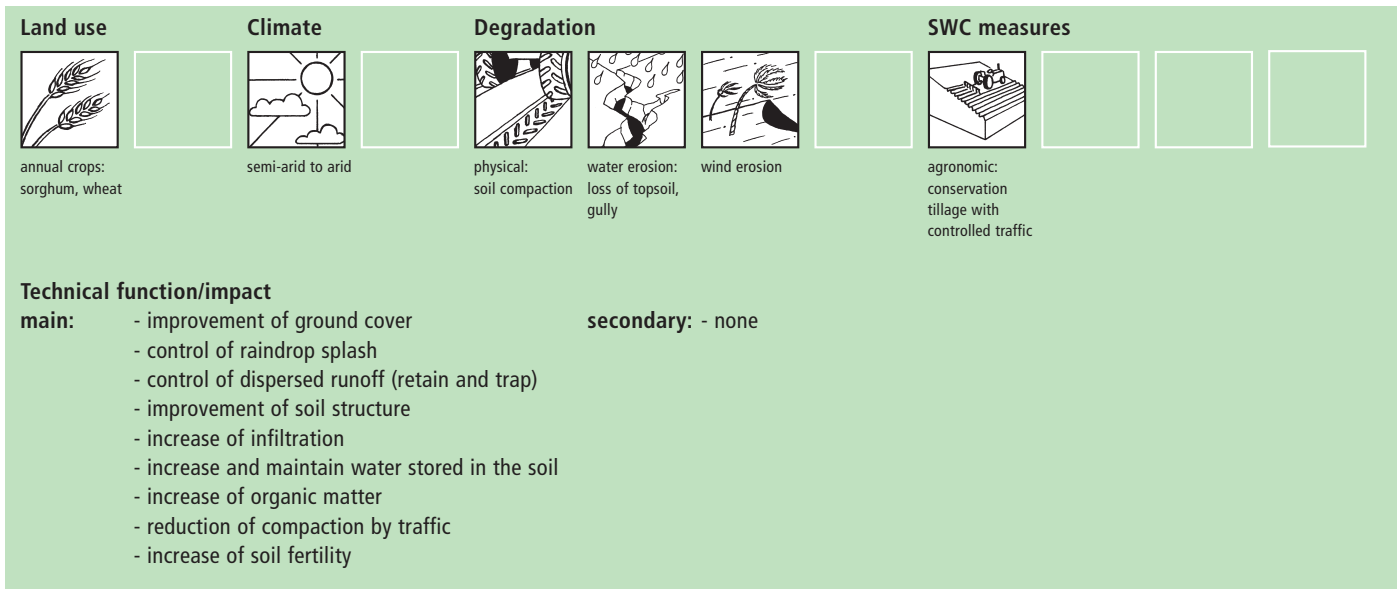 Land use
Climate
Degradation
SWC measures
annual crops:
sorghum, wheat
semi-arid to arid
physical:
soil compaction
water erosion:
loss of topsoil,
gully
wind erosion
agronomic:
conservation
tillage with
controlled traffic
Technical function/impact
main: - improvement of ground cover
- control of raindrop splash
- control of dispersed runoff (retain and trap)
- improvement of soil structure
- increase of infiltration
- increase and maintain water stored in the soil
- increase of organic matter
- reduction of compaction by traffic
- increase of soil fertility
secondary: - none